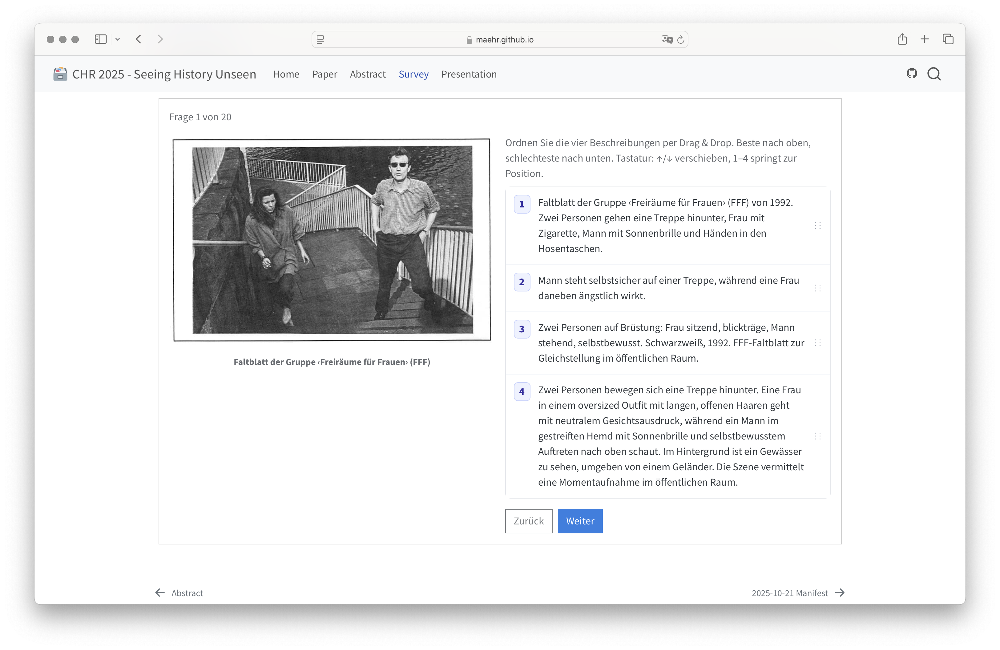 maehr.github.io
CHR 2025 - Seeing History Unseen Home Paper Abstract Survey Presentation
Frage 1 von 20
Faltblatt der Gruppe ‹Freiräume für Frauen› (FFF)
Ordnen Sie die vier Beschreibungen per Drag & Drop. Beste nach oben,
schlechteste nach unten. Tastatur: ↑/↓ verschieben, 1–4 springt zur
Position.
1 Faltblatt der Gruppe ‹Freiräume für Frauen› (FFF) von 1992.
Zwei Personen gehen eine Treppe hinunter, Frau mit
Zigarette, Mann mit Sonnenbrille und Händen in den
Hosentaschen.
2 Mann steht selbstsicher auf einer Treppe, während eine Frau
daneben ängstlich wirkt.
3 Zwei Personen auf Brüstung: Frau sitzend, blickträge, Mann
stehend, selbstbewusst. Schwarzweiß, 1992. FFF-Faltblatt zur
Gleichstellung im öffentlichen Raum.
4 Zwei Personen bewegen sich eine Treppe hinunter. Eine Frau
in einem oversized Outfit mit langen, offenen Haaren geht
mit neutralem Gesichtsausdruck, während ein Mann im
gestreiften Hemd mit Sonnenbrille und selbstbewusstem
Auftreten nach oben schaut. Im Hintergrund ist ein Gewässer
zu sehen, umgeben von einem Geländer. Die Szene vermittelt
eine Momentaufnahme im öffentlichen Raum.
Zurück Weiter
← Abstract
2025-10-21 Manifest →